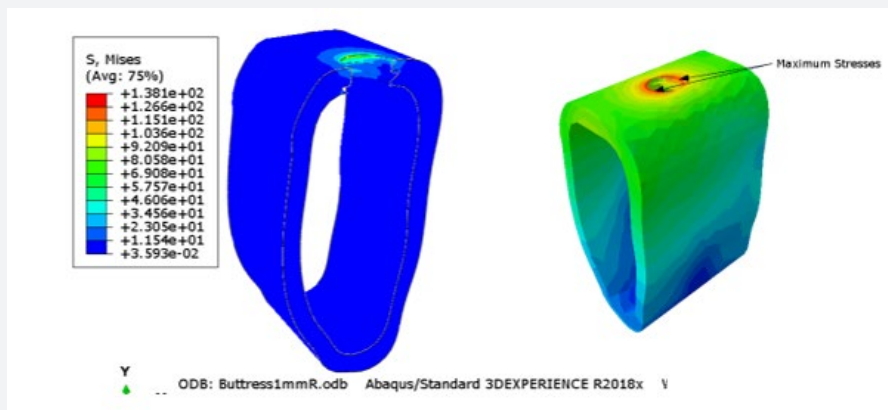 S, Mises
(Avg: 75%)
+1.381e+02
+1.266e+02
+1.151e+02
+1.036e+02
+9.209e+01
+8.058e+01
+6.908e+01
+5.757e+01
+4.606e+01
+3.456e+01
+2.305e+01
+1.154e+01
+3.593e-02
Maximum Stresses
Y
ODB: Buttress1mmR.odb Abaqus/Standard 3DEXPERIENCE R2018x